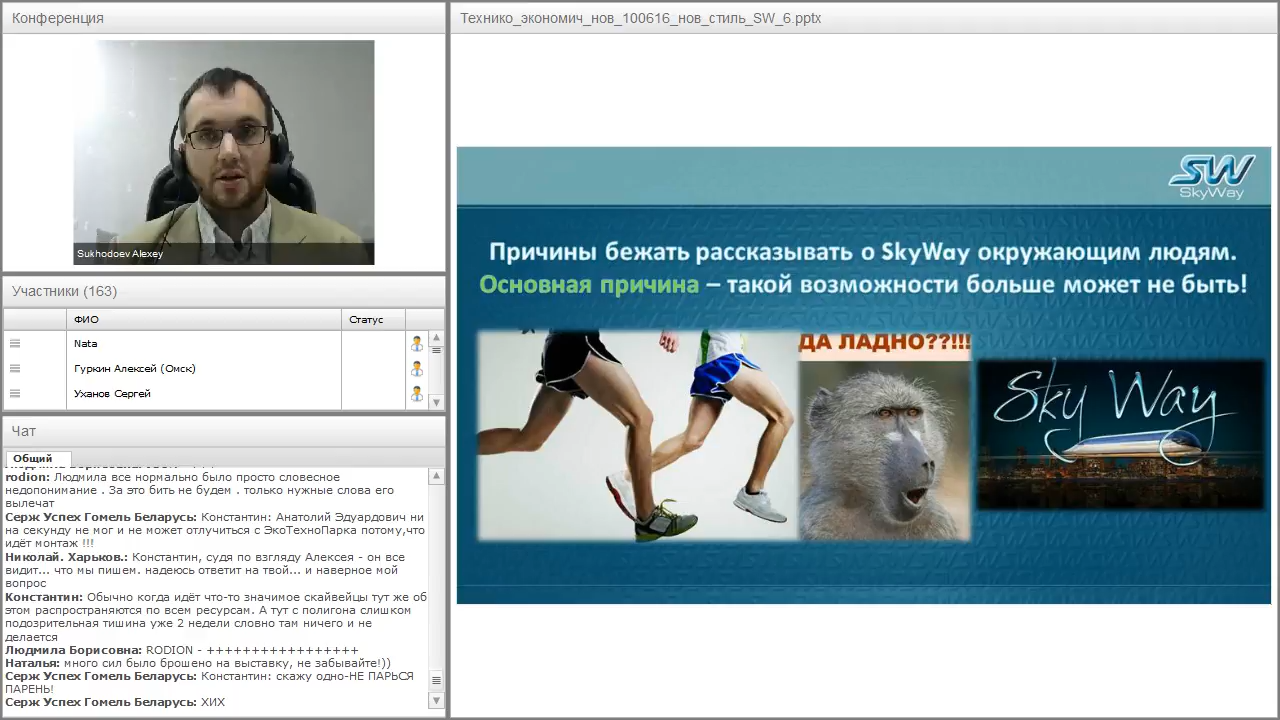 Конференция
Sukhodoev Alexey
Участники (163)
ФИО
Статус
Nata
Гуркин Алексей (Омск)
Уханов Сергей
Чат
Общий
rodion: Людмила все нормально было просто словесное
недопонимание . За это бить не будем . только нужные слова его
вылечат
Серж Успех Гомель Беларусь: Константин: Анатолий Эдуардович ни
на секунду не мог и не может отлучиться с ЭкоТехноПарка потому,что
идёт монтаж !!!
Николай. Харьков.: Константин, судя по взгляду Алексея - он все
видит... что мы пишем. надеюсь ответит на твой... и наверное мой
вопрос
Константин: Обычно когда идёт что-то значимое скайвейцы тут же об
этом распространяются по всем ресурсам. А тут с полигона слишком
подозрительная тишина уже 2 недели словно там ничего и не
делается
Людмила Борисовна: RODION - +++++++++++++++++
Наталья: много сил было брошено на выставку, не забывайте!))
Серж Успех Гомель Беларусь: Константин: скажу одно-НЕ ПАРЬСЯ
ПАРЕНЬ!
Серж Успех Гомель Беларусь: ХИХ
Технико_экономич_нов_100616_нов_стиль_SW_6.pptx
SW
SkyWay
Причины бежать рассказывать о SkyWay окружающим людям.
Основная причина – такой возможности больше может не быть!
ДА ЛАДНО??!!!
Sky Way